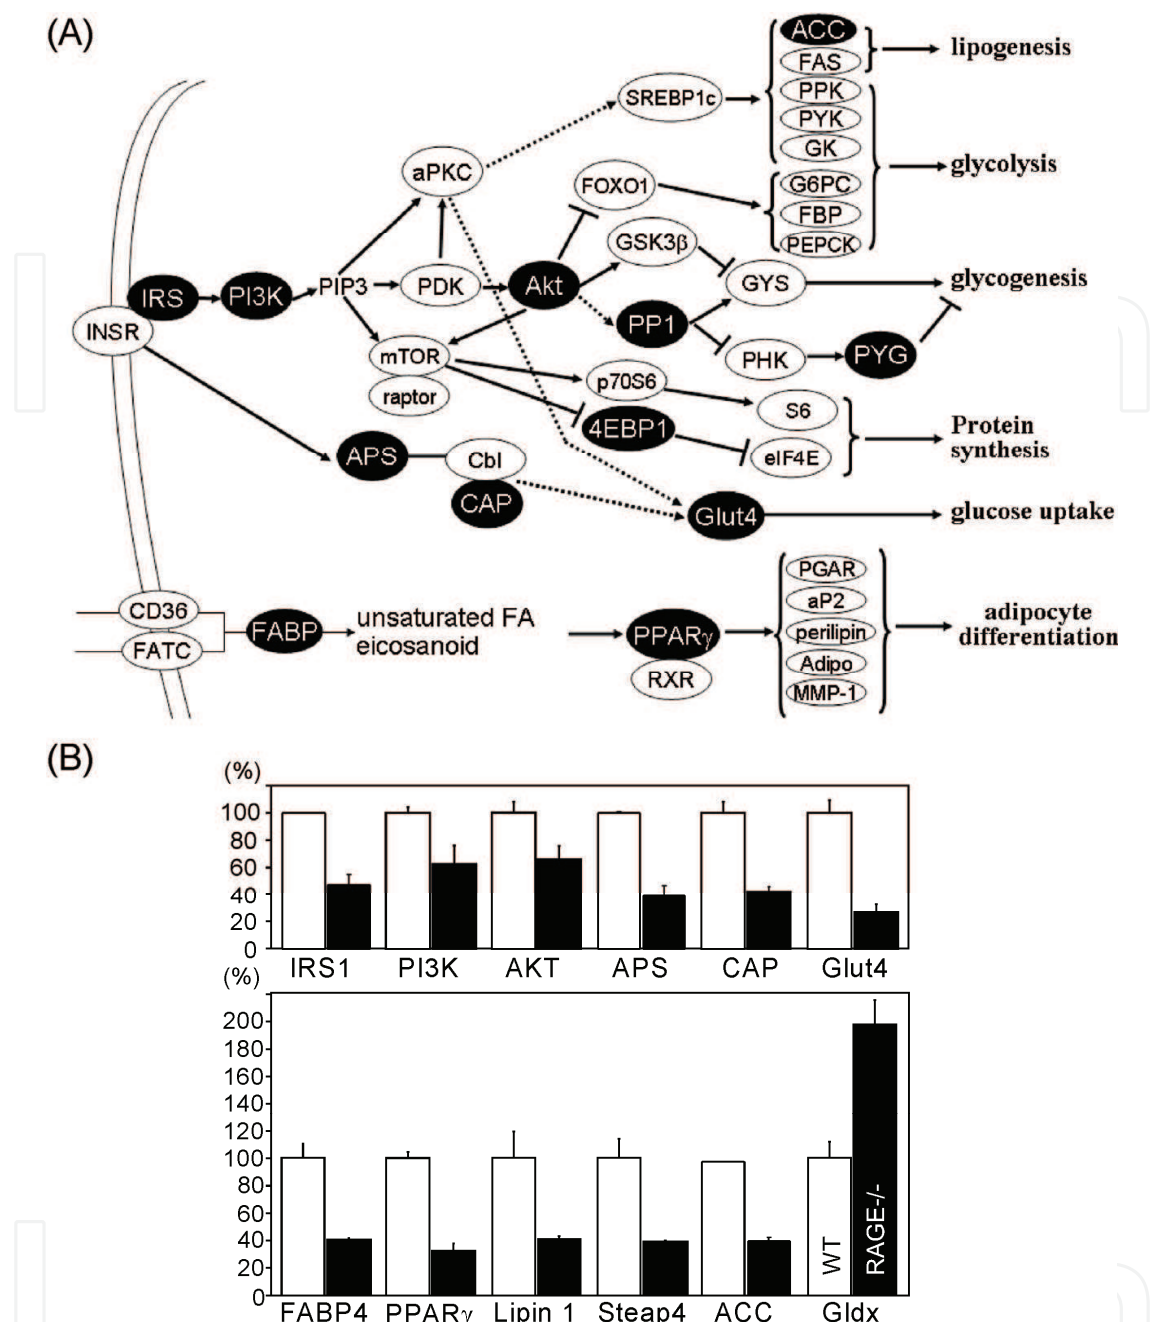 (A)
ACC
FAS
lipogenesis
SREBP1c
PPK
PYK
GK
glycolysis
aPKC
FOXO1
G6PC
FBP
PEPCK
GSK3β
IRS
PI3K
PIP3
PDK
Akt
GYS
glycogenesis
INSR
PP1
mTOR
raptor
PHK
PYG
p70S6
S6
4EBP1
eIF4E
Protein
synthesis
APS
Cbl
CAP
Glut4
glucose uptake
CD36
FATC
FABP
unsaturated FA
eicosanoid
PPARγ
RXR
PGAR
aP2
perilipin
Adipo
MMP-1
adipocyte
differentiation
(B)
(%)
100
80
60
40
20
0
IRS1 PI3K AKT APS CAP Glut4
(%)
200
180
160
140
120
100
80
60
40
20
0
WT
RAGE-/-
FABP4 PPARγ Lipin 1 Steap4 ACC Gldx